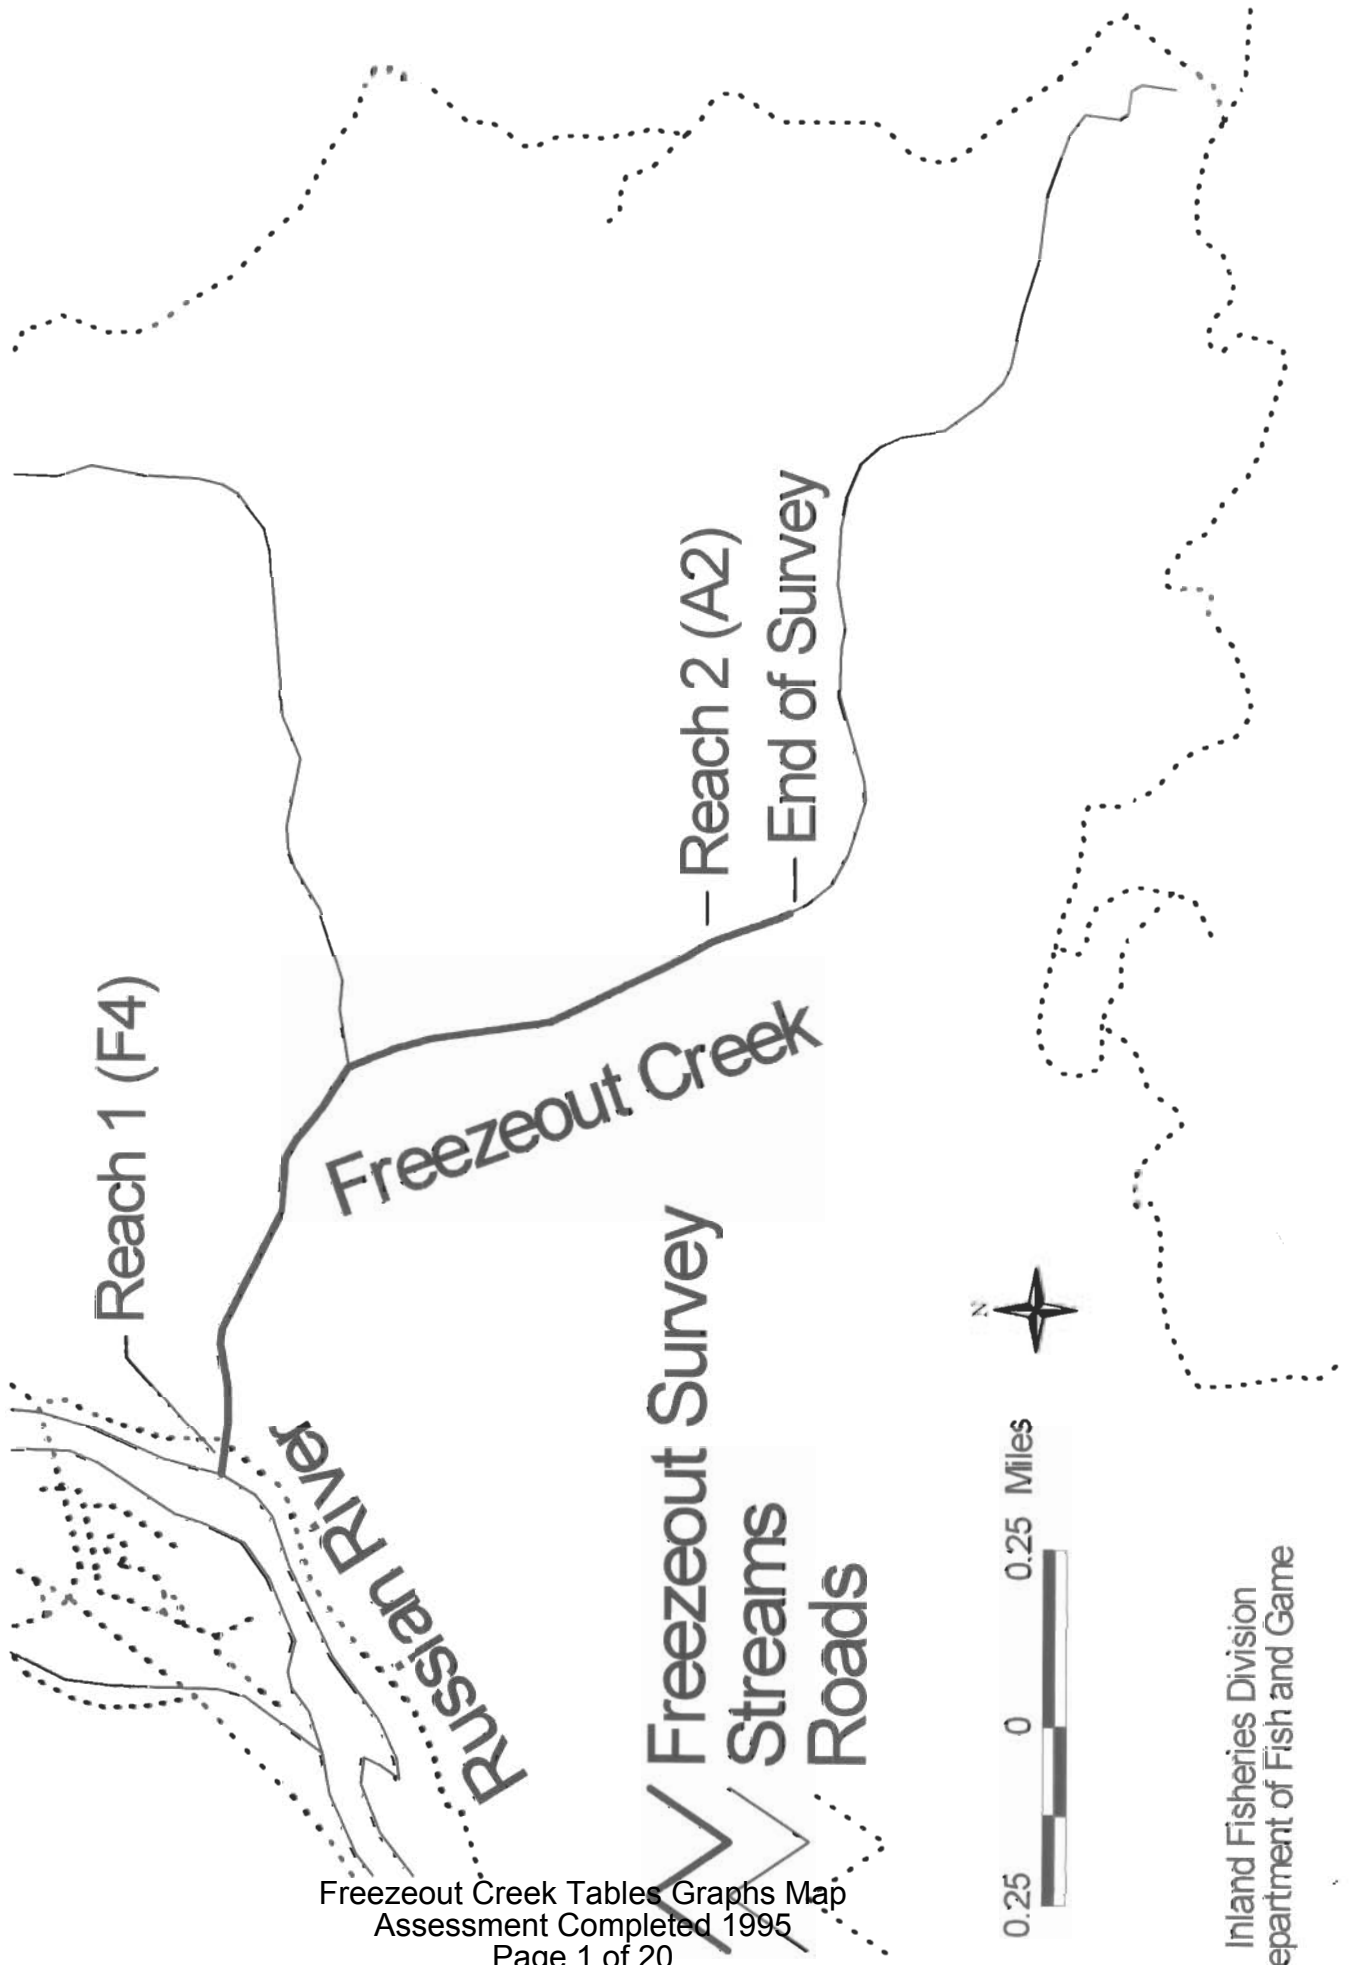 Reach 1 (F4)
Reach 2 (A2)
End of Survey
Freezeout Creek
Russian River
Freezeout Survey
Streams
Roads
N
0.25 0 0.25 Miles
Inland Fisheries Division
epartment of Fish and Game
Freezeout Creek Tables Graphs Map
Assessment Completed 1995
Page 1 of 20